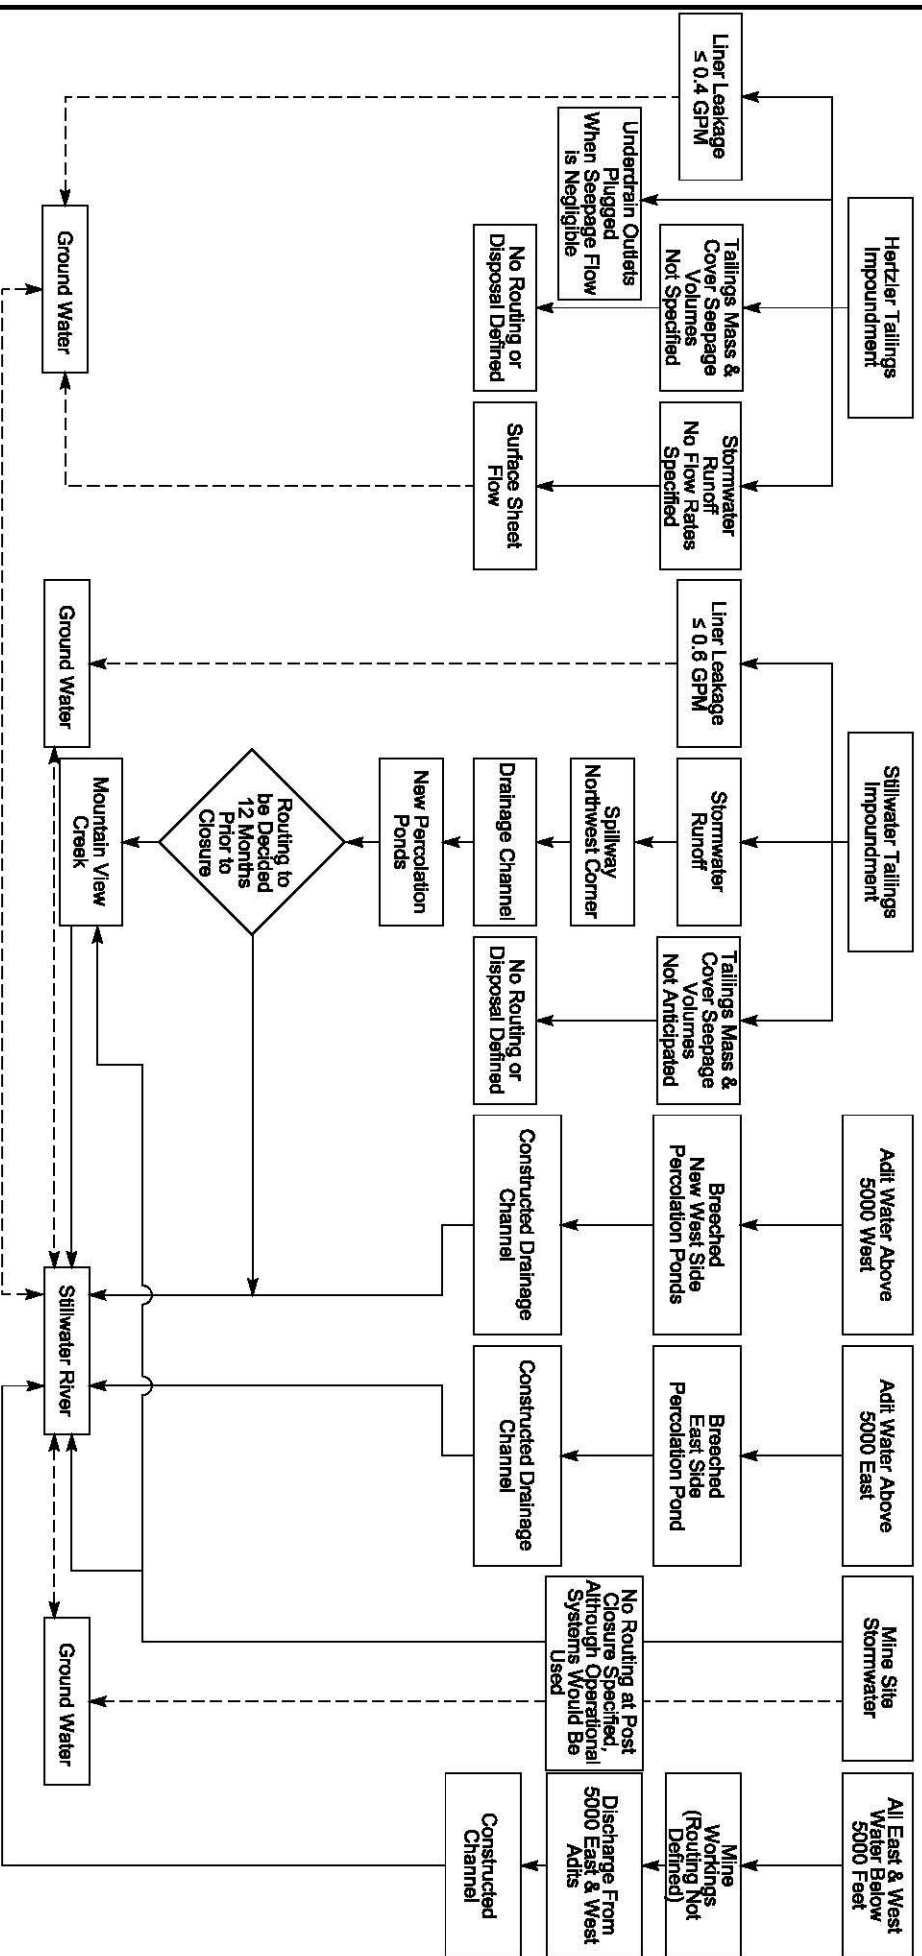 Hertzler Tailings
Impoundment
Liner Leakage
≤ 0.4 GPM
Underdrain Outlets
Plugged
When Seepage Flow
is Negligible
Tailings Mass &
Cover Seepage
Volumes
Not Specified
No Routing or
Disposal Defined
Stormwater
Runoff
No Flow Rates
Specified
Surface Sheet
Flow
Ground Water
Stillwater Tailings
Impoundment
Liner Leakage
≤ 0.6 GPM
Ground Water
Stormwater
Runoff
Spillway
Northwest Corner
Drainage Channel
New Percolation
Ponds
Routing to
be Decided
12 Months
Prior to
Closure
Mountain View
Creek
Tailings Mass &
Cover Seepage
Volumes
Not Anticipated
No Routing or
Disposal Defined
Adit Water Above
5000 West
Breeched
New West Side
Percolation Ponds
Constructed Drainage
Channel
Stillwater River
Adit Water Above
5000 East
Breeched
East Side
Percolation Pond
Constructed Drainage
Channel
Mine Site
Stormwater
No Routing at Post
Closure Specified,
Although Operational
Systems Would Be
Used
Ground Water
All East & West
Water Below
5000 Feet
Mine
Workings
(Routing Not
Defined)
Discharge From
5000 East & West
Adits
Constructed
Channel